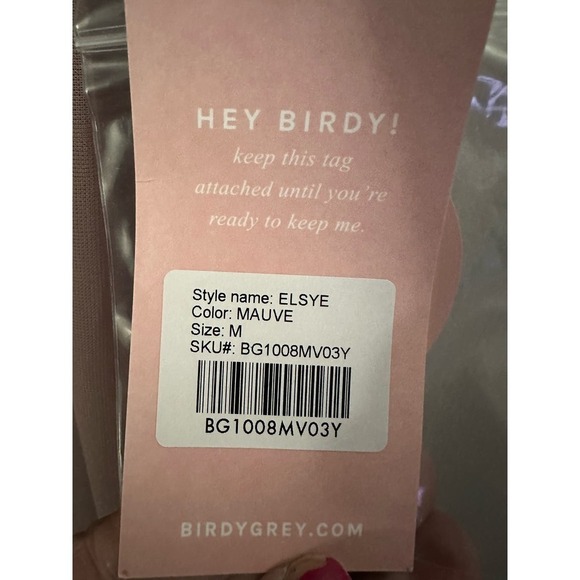 HEY BIRDY!
keep this tag
attached until you're
ready to keep me.
Style name: ELSYE
Color: MAUVE
Size: M
SKU#: BG1008MV03Y
BG1008MV03Y
BIRDYGREY.COM